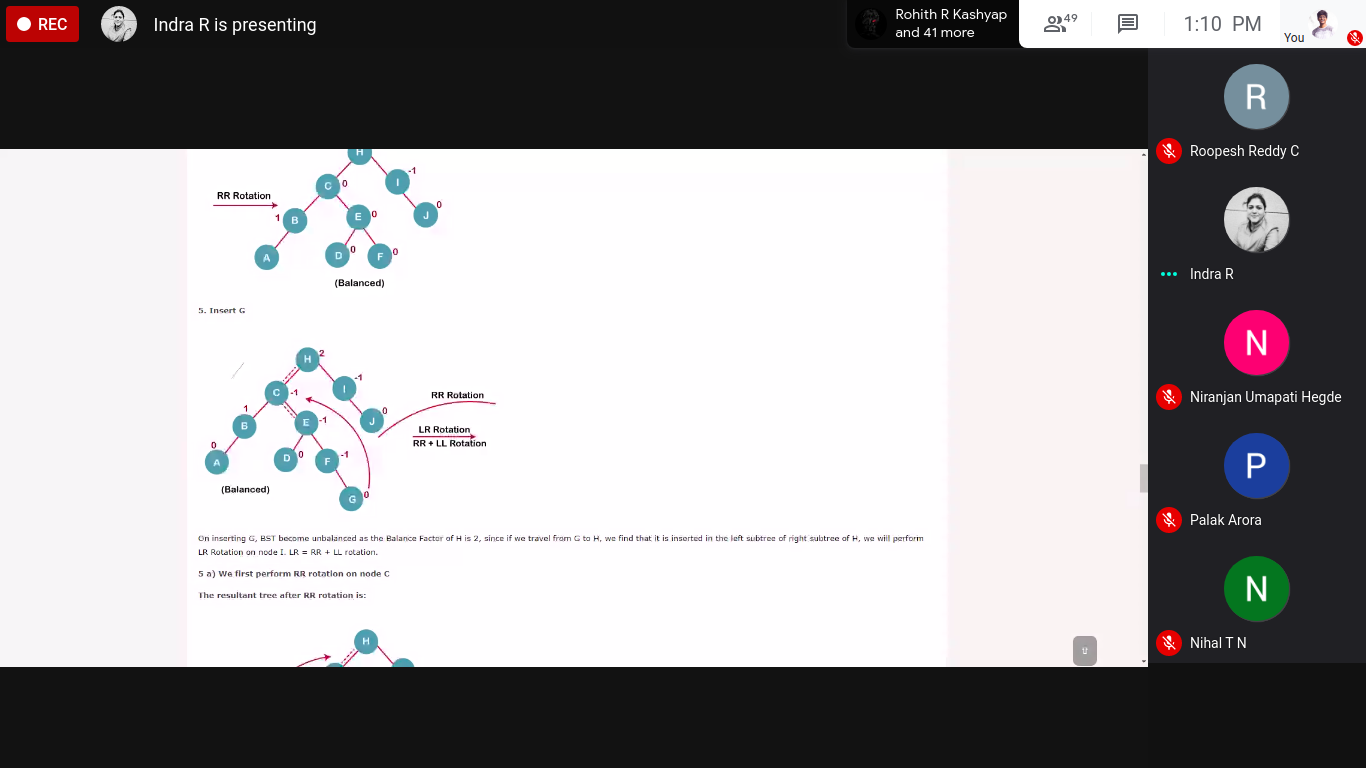 REC
Indra R is presenting
Rohith R Kashyap
and 41 more
49
1:10 PM
You
R
Roopesh Reddy C
Indra R
N
Niranjan Umapati Hegde
P
Palak Arora
N
Nihal T N
H
-1
C 0 I
RR Rotation
0
1 B E 0 J
A D 0 F 0
(Balanced)
5. Insert G
H 2
-1
C -1 I
RR Rotation
1 0
B E -1 J
LR Rotation
RR + LL Rotation
0
A D 0 F -1
(Balanced)
G 0
On inserting G, BST become unbalanced as the Balance Factor of H is 2, since if we travel from G to H, we find that it is inserted in the left subtree of right subtree of H, we will perform
LR Rotation on node I. LR = RR + LL rotation.
5 a) We first perform RR rotation on node C
The resultant tree after RR rotation is:
H